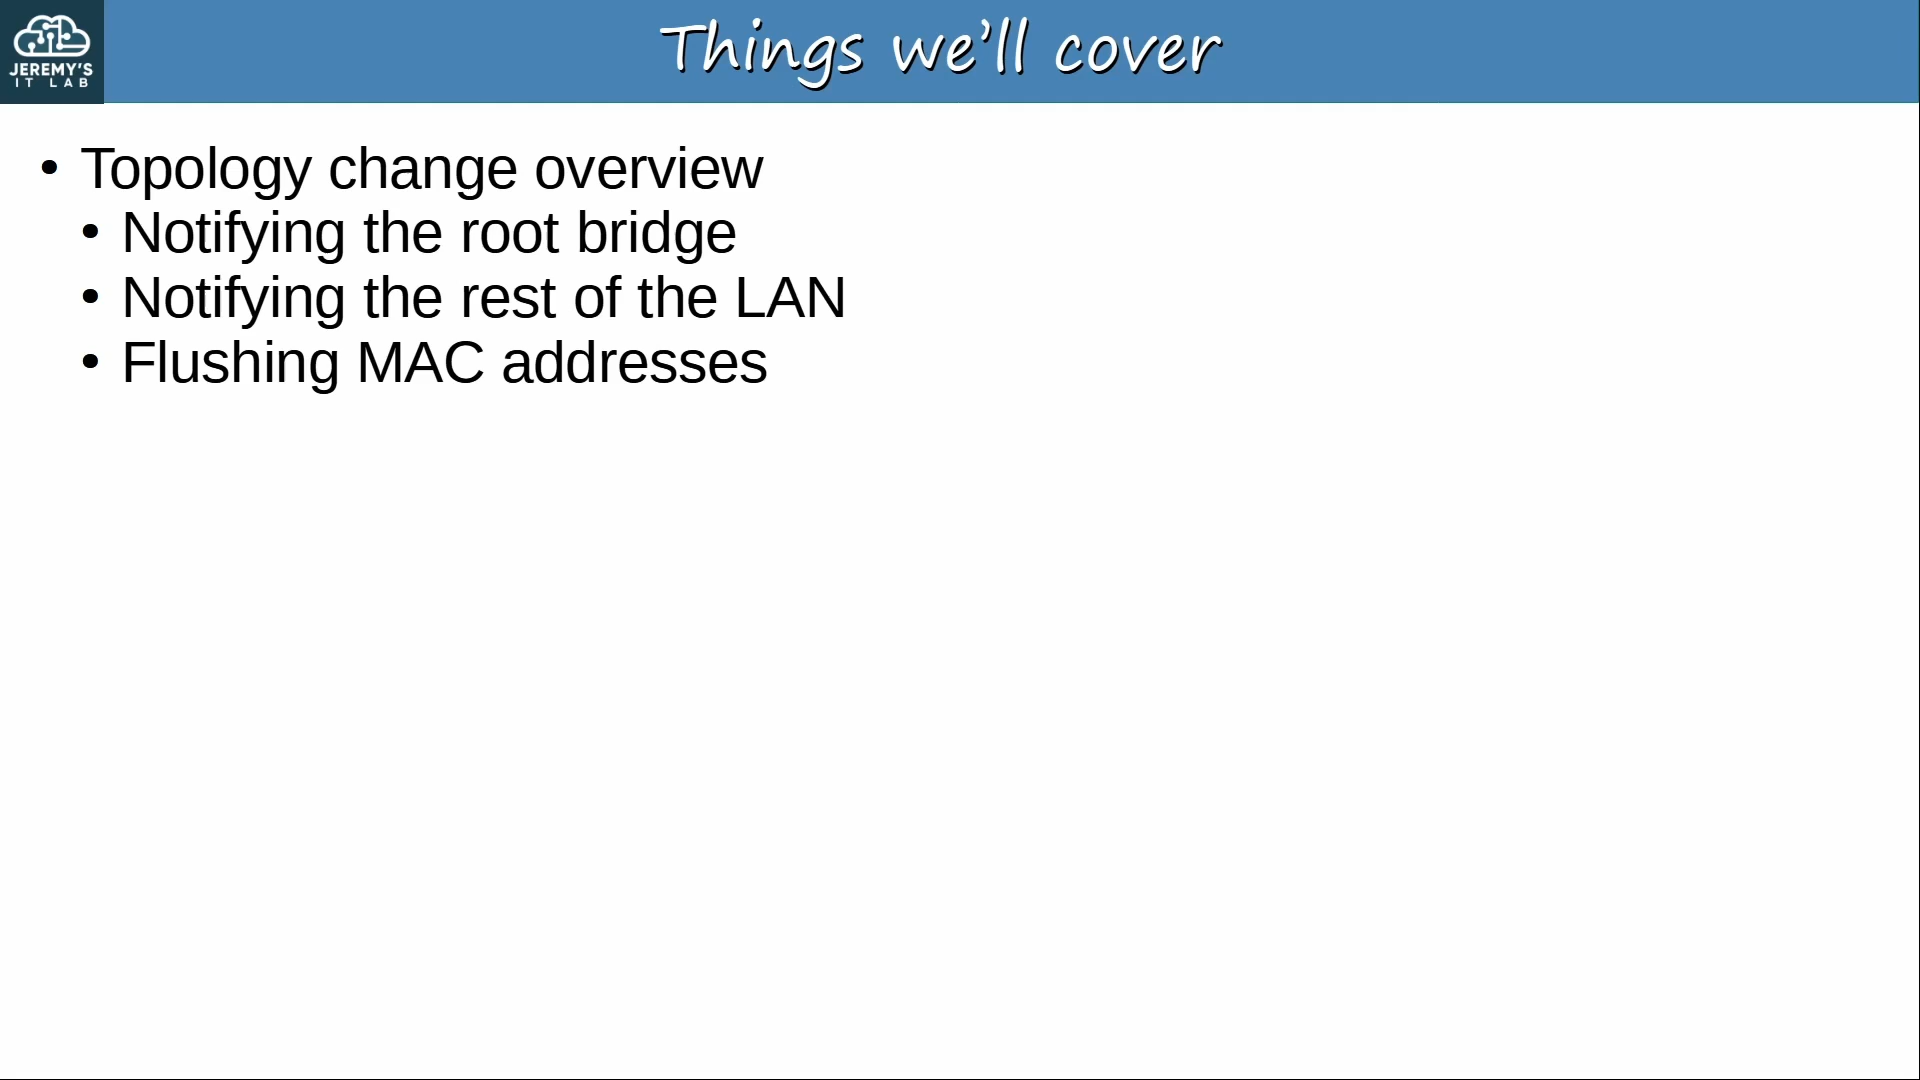 JEREMY'S
IT LAB
Things we'll cover
• Topology change overview
• Notifying the root bridge
• Notifying the rest of the LAN
• Flushing MAC addresses